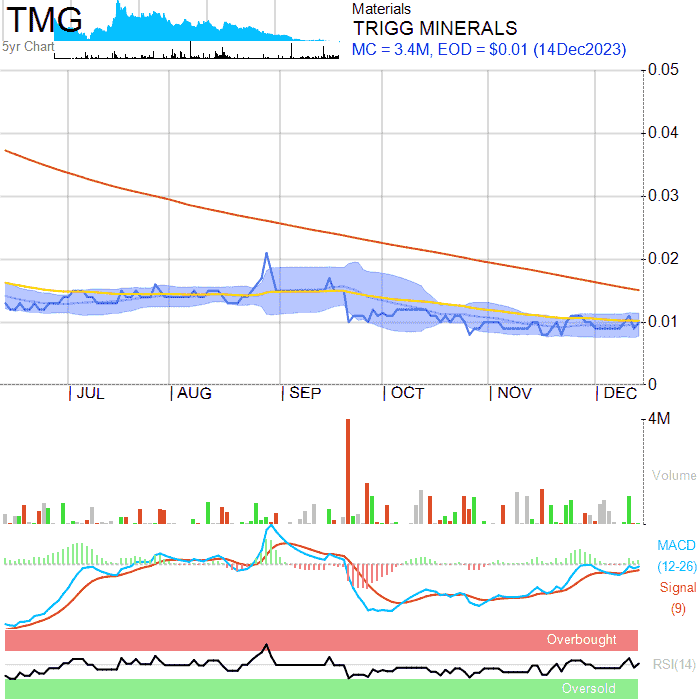 TMG
5yr Chart
Materials
TRIGG MINERALS
MC = 3.4M, EOD = $0.01 (14Dec2023)
0.05
0.04
0.03
0.02
0.01
0
JUL AUG SEP OCT NOV DEC
4M
Volume
MACD
(12-26)
Signal
(9)
Overbought
RSI(14)
Oversold